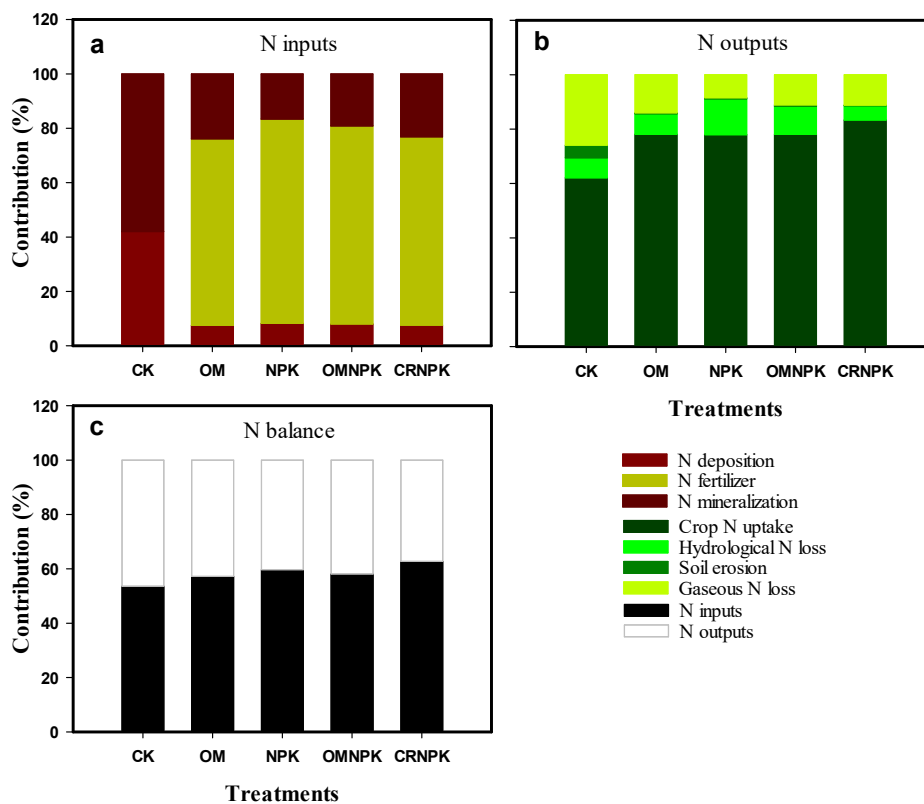 a
N inputs
Contribution (%)
120
100
80
60
40
20
0
CK OM NPK OMNPK CRNPK
b
N outputs
CK OM NPK OMNPK CRNPK
Treatments
c
N balance
Contribution (%)
120
100
80
60
40
20
0
CK OM NPK OMNPK CRNPK
Treatments
N deposition
N fertilizer
N mineralization
Crop N uptake
Hydrological N loss
Soil erosion
Gaseous N loss
N inputs
N outputs